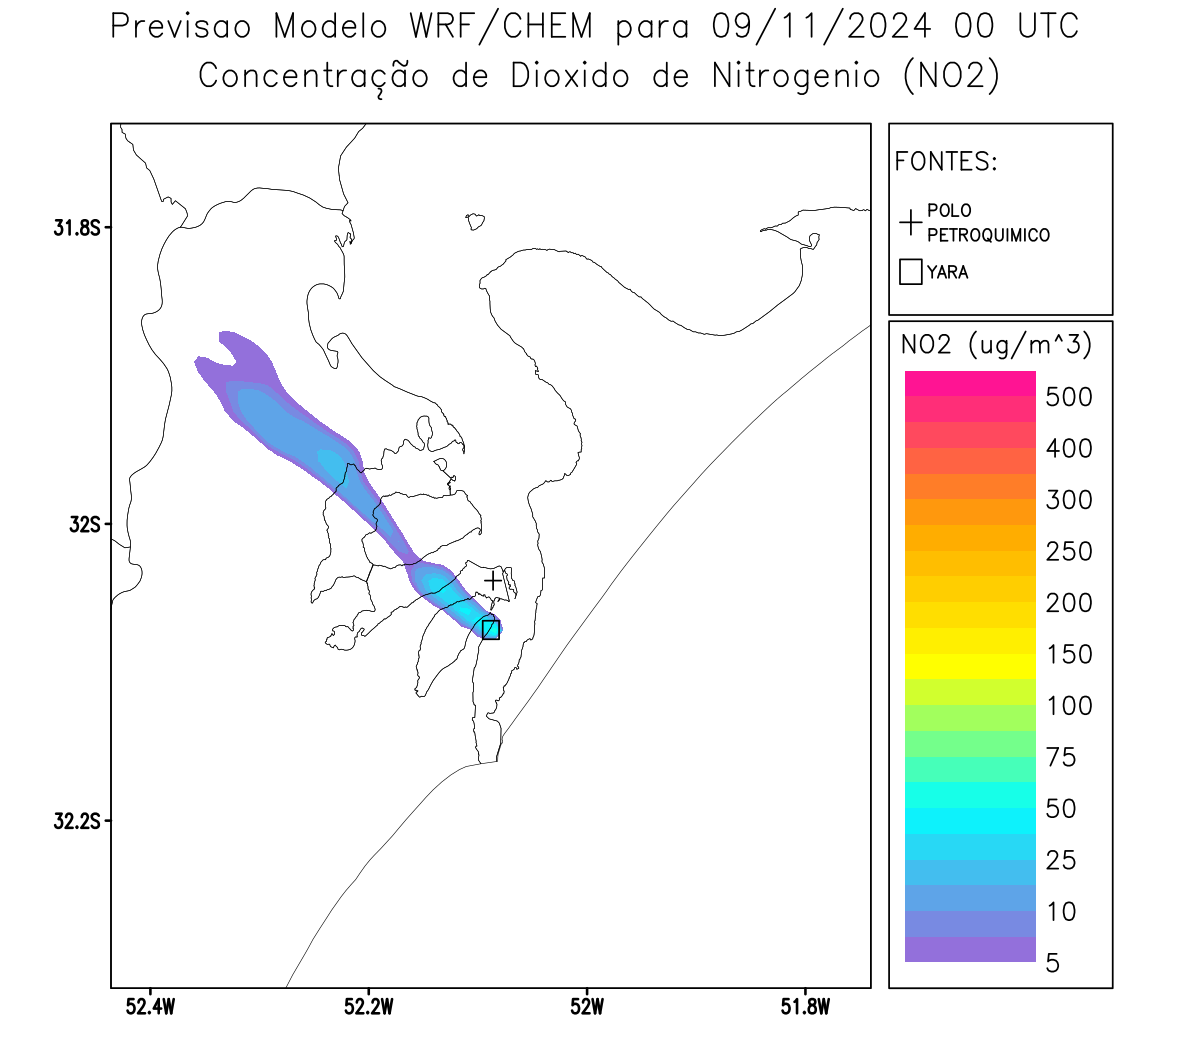 Previsao Modelo WRF/CHEM para 09/11/2024 00 UTC
Concentração de Dioxido de Nitrogenio (NO2)
FONTES:
POLO
PETROQUIMICO
YARA
31.8S
32S
32.2S
52.4W
52.2W
52W
51.8W
NO2 (ug/m^3)
500
400
300
250
200
150
100
75
50
25
10
5